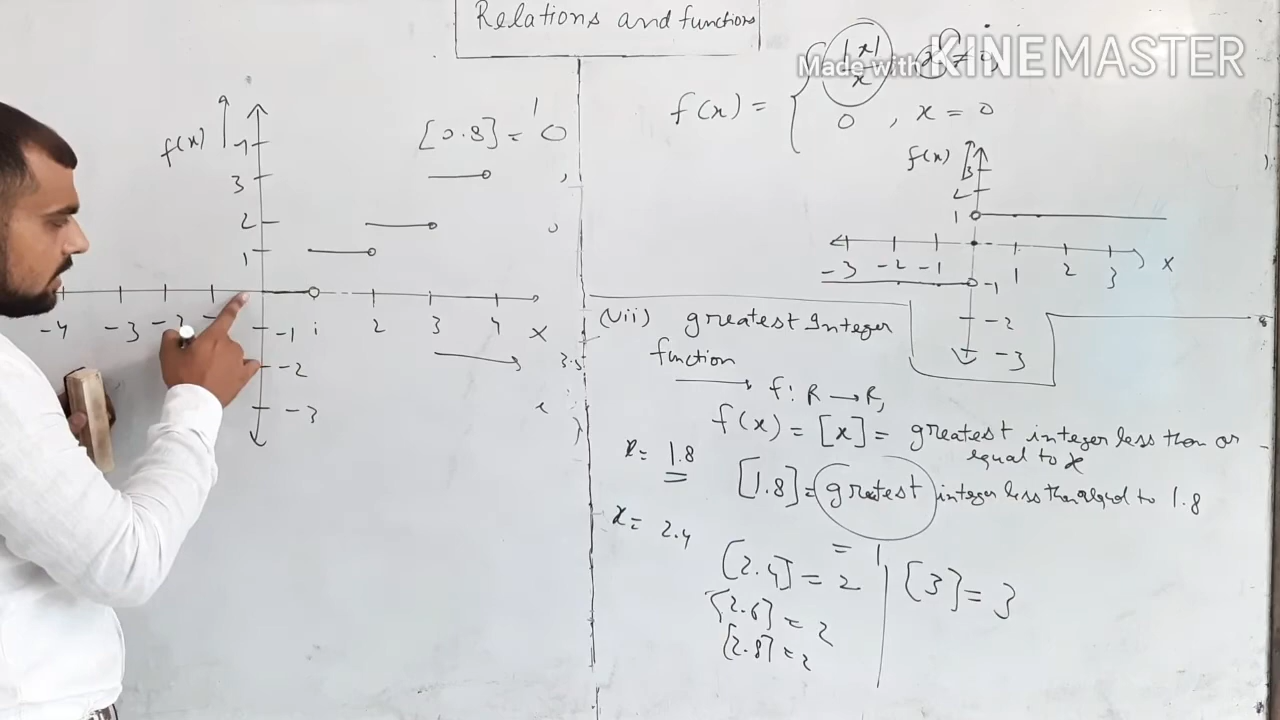 Relations and functions
f(x)
[0.8] = 0
1
3
2
1
-4 -3 -2 1 2 3 4 x
-1
-2
-3
3.5
f(x) = { |x|/x , x ≠ 0
0 , x = 0
Made with KINEMASTER
f(x)
3
2
1
-3 -2 -1 1 2 3 x
-1
-2
-3
(vii) greatest Integer
function
f: R → R,
f(x) = [x] = greatest integer less than or
equal to x
x = 1.8
[1.8] = greatest integer less than equal to 1.8
= 1
x = 2.4
[2.4] = 2
[3] = 3
[2.6] = 2
[2.8] = 2